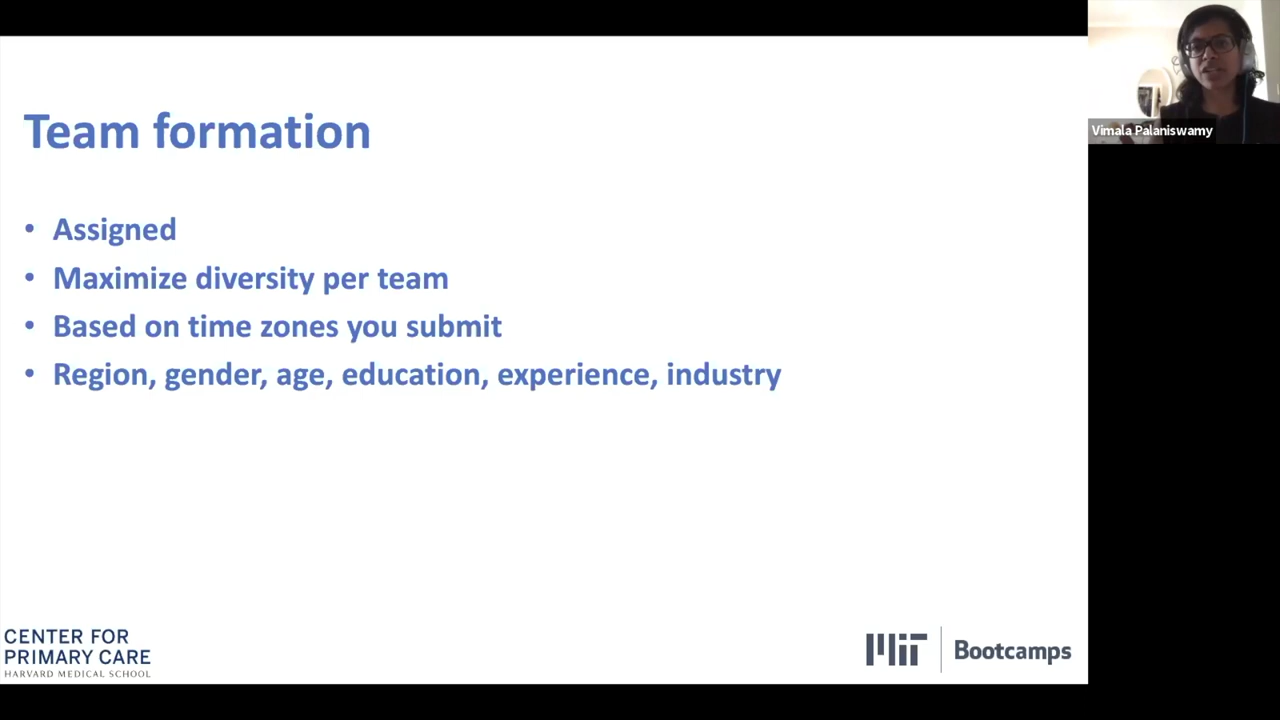 Team formation
• Assigned
• Maximize diversity per team
• Based on time zones you submit
• Region, gender, age, education, experience, industry
CENTER FOR
PRIMARY CARE
HARVARD MEDICAL SCHOOL
MIT Bootcamps
Vimala Palaniswamy